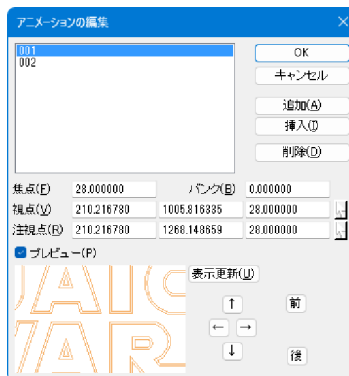 アニメーションの編集
001
002
OK
キャンセル
追加(A)
挿入(I)
削除(D)
焦点(F) 28.000000 バンク(B) 0.000000
視点(V) 210.216780 1005.816335 28.000000
注視点(R) 210.216780 1268.148659 28.000000
プレビュー(P)
表示更新(U)
↑ 前
← →
↓ 後